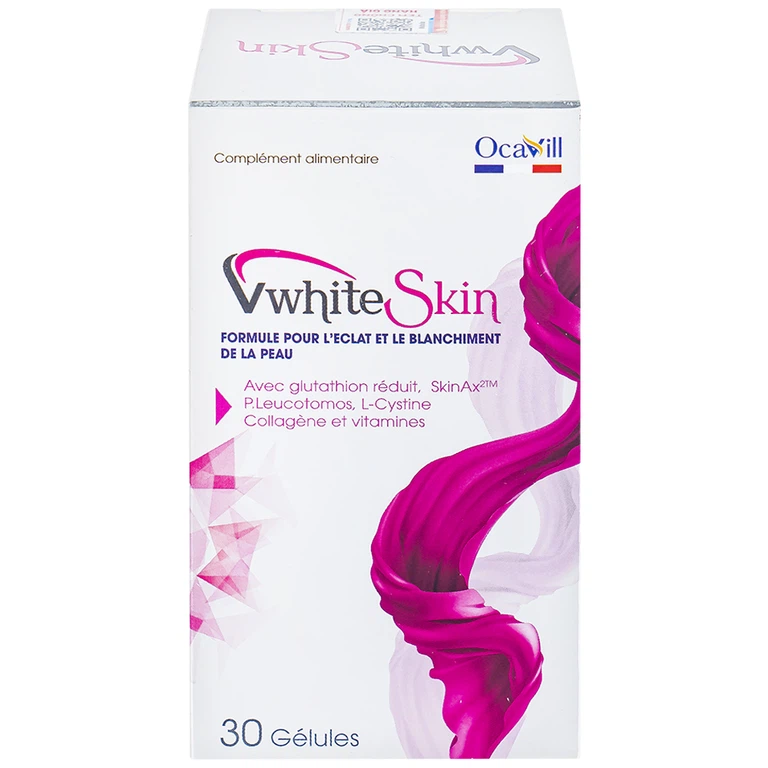 VwhiteSkin
Complément alimentaire
Ocavill
VwhiteSkin
FORMULE POUR L'ECLAT ET LE BLANCHIMENT
DE LA PEAU
Avec glutathion réduit, SkinAx²™
P.Leucotomos, L-Cystine
Collagène et vitamines
30 Gélules